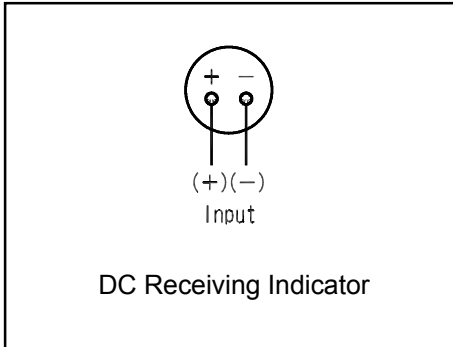 + −
(+)(−)
Input
DC Receiving Indicator